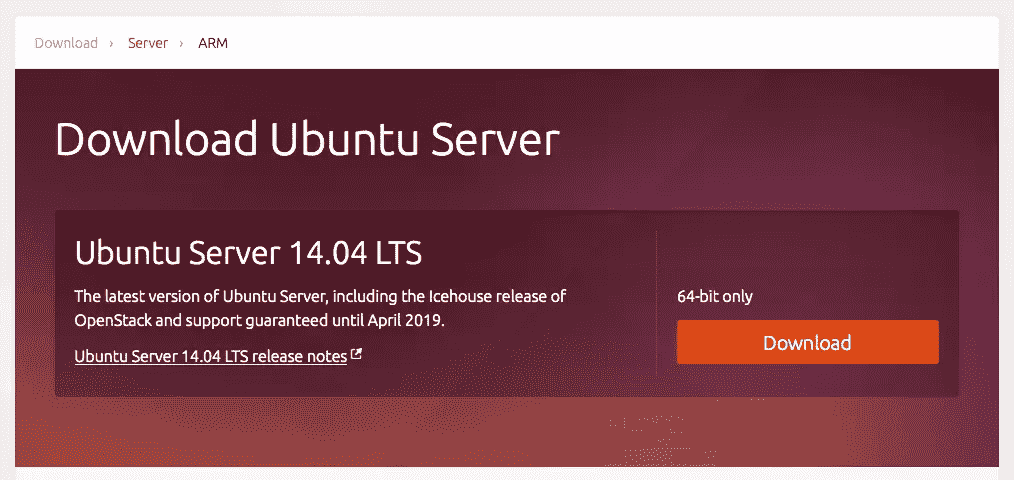 Download › Server › ARM
Download Ubuntu Server
Ubuntu Server 14.04 LTS
The latest version of Ubuntu Server, including the Icehouse release of
OpenStack and support guaranteed until April 2019.
Ubuntu Server 14.04 LTS release notes
64-bit only
Download